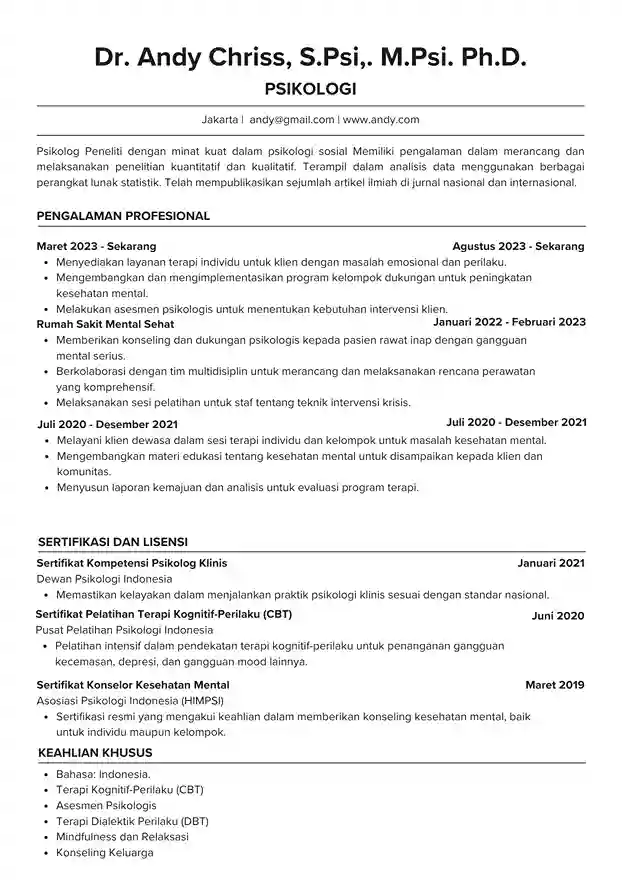 Dr. Andy Chriss, S.Psi,. M.Psi. Ph.D.
PSIKOLOGI
Jakarta | andy@gmail.com | www.andy.com
Psikolog Peneliti dengan minat kuat dalam psikologi sosial Memiliki pengalaman dalam merancang dan
melaksanakan penelitian kuantitatif dan kualitatif. Terampil dalam analisis data menggunakan berbagai
perangkat lunak statistik. Telah mempublikasikan sejumlah artikel ilmiah di jurnal nasional dan internasional.
PENGALAMAN PROFESIONAL
Maret 2023 - Sekarang Agustus 2023 - Sekarang
• Menyediakan layanan terapi individu untuk klien dengan masalah emosional dan perilaku.
• Mengembangkan dan mengimplementasikan program kelompok dukungan untuk peningkatan
kesehatan mental.
• Melakukan asesmen psikologis untuk menentukan kebutuhan intervensi klien.
Rumah Sakit Mental Sehat Januari 2022 - Februari 2023
• Memberikan konseling dan dukungan psikologis kepada pasien rawat inap dengan gangguan
mental serius.
• Berkolaborasi dengan tim multidisiplin untuk merancang dan melaksanakan rencana perawatan
yang komprehensif.
• Melaksanakan sesi pelatihan untuk staf tentang teknik intervensi krisis.
Juli 2020 - Desember 2021 Juli 2020 - Desember 2021
• Melayani klien dewasa dalam sesi terapi individu dan kelompok untuk masalah kesehatan mental.
• Mengembangkan materi edukasi tentang kesehatan mental untuk disampaikan kepada klien dan
komunitas.
• Menyusun laporan kemajuan dan analisis untuk evaluasi program terapi.
SERTIFIKASI DAN LISENSI
Sertifikat Kompetensi Psikolog Klinis Januari 2021
Dewan Psikologi Indonesia
• Memastikan kelayakan dalam menjalankan praktik psikologi klinis sesuai dengan standar nasional.
Sertifikat Pelatihan Terapi Kognitif-Perilaku (CBT) Juni 2020
Pusat Pelatihan Psikologi Indonesia
• Pelatihan intensif dalam pendekatan terapi kognitif-perilaku untuk penanganan gangguan
kecemasan, depresi, dan gangguan mood lainnya.
Sertifikat Konselor Kesehatan Mental Maret 2019
Asosiasi Psikologi Indonesia (HIMPSI)
• Sertifikasi resmi yang mengakui keahlian dalam memberikan konseling kesehatan mental, baik
untuk individu maupun kelompok.
KEAHLIAN KHUSUS
• Bahasa: Indonesia.
• Terapi Kognitif-Perilaku (CBT)
• Asesmen Psikologis
• Terapi Dialektik Perilaku (DBT)
• Mindfulness dan Relaksasi
• Konseling Keluarga